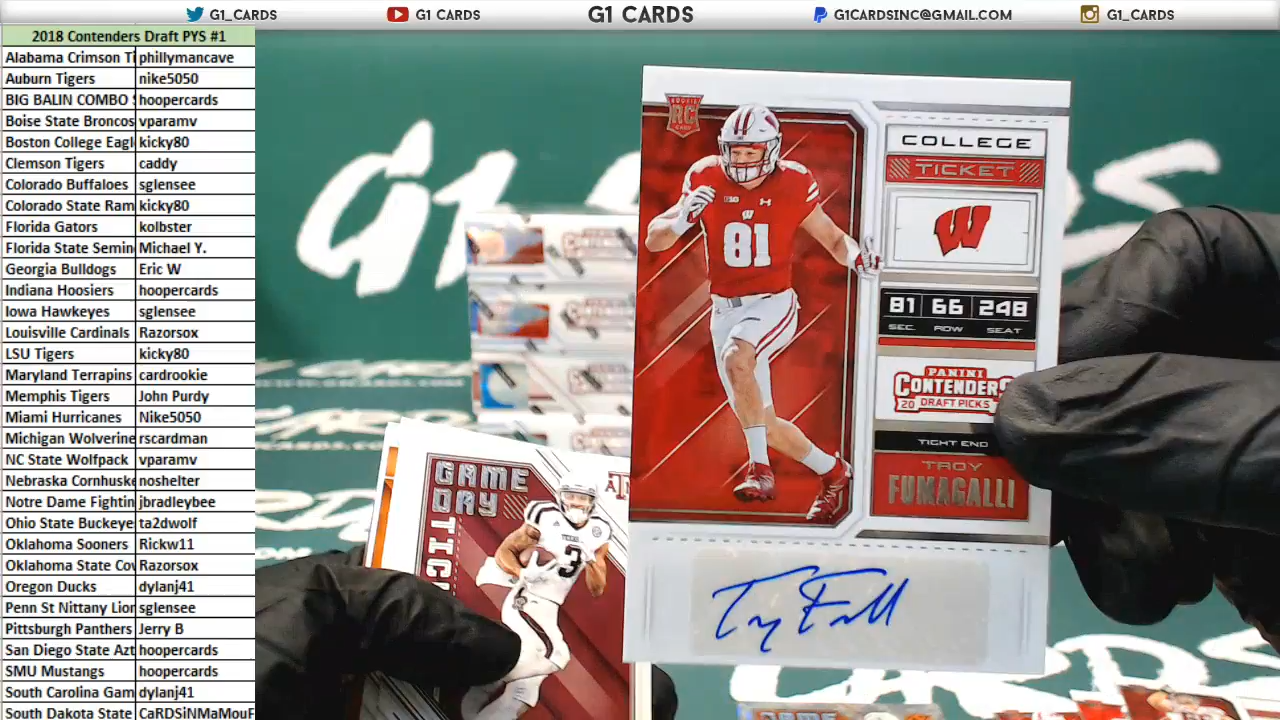 G1_CARDS
G1 CARDS
G1 CARDS
G1CARDSINC@GMAIL.COM
G1_CARDS
2018 Contenders Draft PYS #1
Alabama Crimson Ti phillymancave
Auburn Tigers nike5050
BIG BALIN COMBO hoopercards
Boise State Broncos vparamv
Boston College Eagl kicky80
Clemson Tigers caddy
Colorado Buffaloes sglensee
Colorado State Ram kicky80
Florida Gators kolbster
Florida State Semin Michael Y.
Georgia Bulldogs Eric W
Indiana Hoosiers hoopercards
Iowa Hawkeyes sglensee
Louisville Cardinals Razorsox
LSU Tigers kicky80
Maryland Terrapins cardrookie
Memphis Tigers John Purdy
Miami Hurricanes Nike5050
Michigan Wolverine rscardman
NC State Wolfpack vparamv
Nebraska Cornhuske noshelter
Notre Dame Fightin jbradleybee
Ohio State Buckeye ta2dwolf
Oklahoma Sooners Rickw11
Oklahoma State Cov Razorsox
Oregon Ducks dylanj41
Penn St Nittany Lion sglensee
Pittsburgh Panthers Jerry B
San Diego State Azt hoopercards
SMU Mustangs hoopercards
South Carolina Gam dylanj41
South Dakota State CaRDSiNMaMouF
ROOKIE
RC
CARD
COLLEGE
TICKET
W
81 66 248
SEC. ROW SEAT
PANINI
CONTENDERS
20 DRAFT PICKS
TIGHT END
TROY
FUMAGALLI
B1G
W
81
GAME
DAY
TIC
TEXAS
3
G1